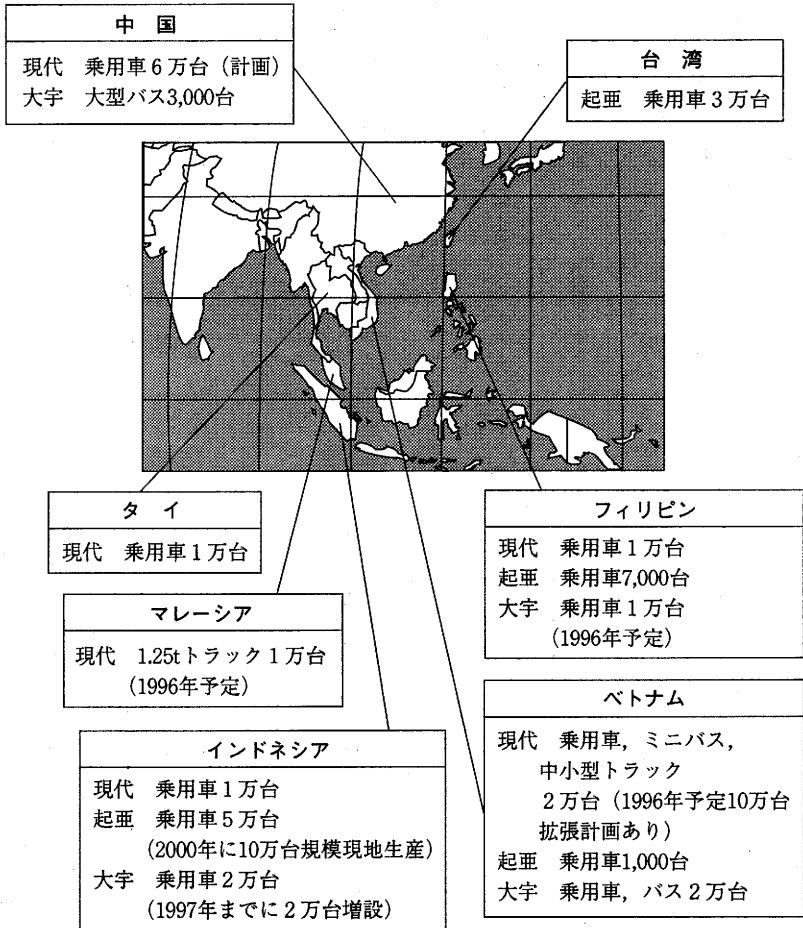 中国
現代　乗用車6万台（計画）
大宇　大型バス3,000台
台湾
起亜　乗用車3万台
タイ
現代　乗用車1万台
マレーシア
現代　1.25tトラック1万台
（1996年予定）
インドネシア
現代　乗用車1万台
起亜　乗用車5万台
（2000年に10万台規模現地生産）
大宇　乗用車2万台
（1997年までに2万台増設）
フィリピン
現代　乗用車1万台
起亜　乗用車7,000台
大宇　乗用車1万台
（1996年予定）
ベトナム
現代　乗用車，ミニバス，
中小型トラック
2万台（1996年予定10万台
拡張計画あり）
起亜　乗用車1,000台
大宇　乗用車，バス2万台